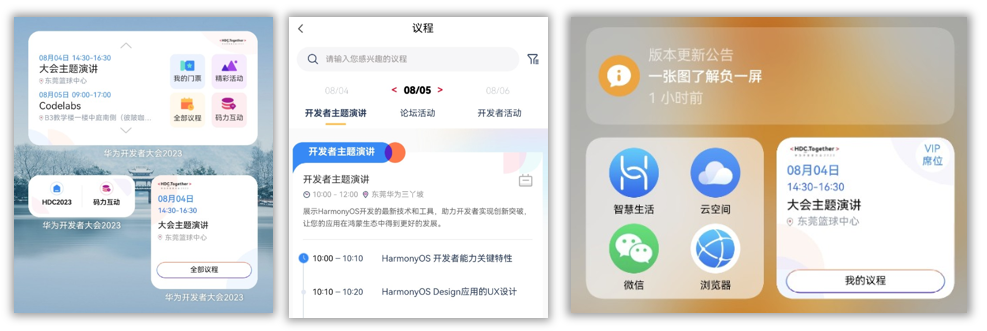 HDC.Together
08月04日 14:30-16:30
大会主题演讲
东莞篮球中心
08月05日 09:00-17:00
Codelabs
B3教学楼一楼中庭南侧（玻璃咖...
我的门票
精彩活动
全部议程
码力互动
华为开发者大会2023
HDC2023
码力互动
华为开发者大会2023
HDC.Together
08月04日
14:30-16:30
大会主题演讲
东莞篮球中心
全部议程
华为开发者大会2023
议程
请输入您感兴趣的议程
08/04
< 08/05 >
08/06
开发者主题演讲
论坛活动
开发者活动
开发者主题演讲
开发者主题演讲
10:00 - 12:00 东莞华为三丫坡
展示HarmonyOS开发的最新技术和工具，助力开发者实现创新突破，
让您的应用在鸿蒙生态中得到更好的发展。
10:00 – 10:10 HarmonyOS 开发者能力关键特性
10:10 – 10:20 HarmonyOS Design应用的UX设计
版本更新公告
一张图了解负一屏
1 小时前
智慧生活
云空间
微信
浏览器
< HDC.Together >
VIP
席位
08月04日
14:30-16:30
大会主题演讲
东莞篮球中心
我的议程